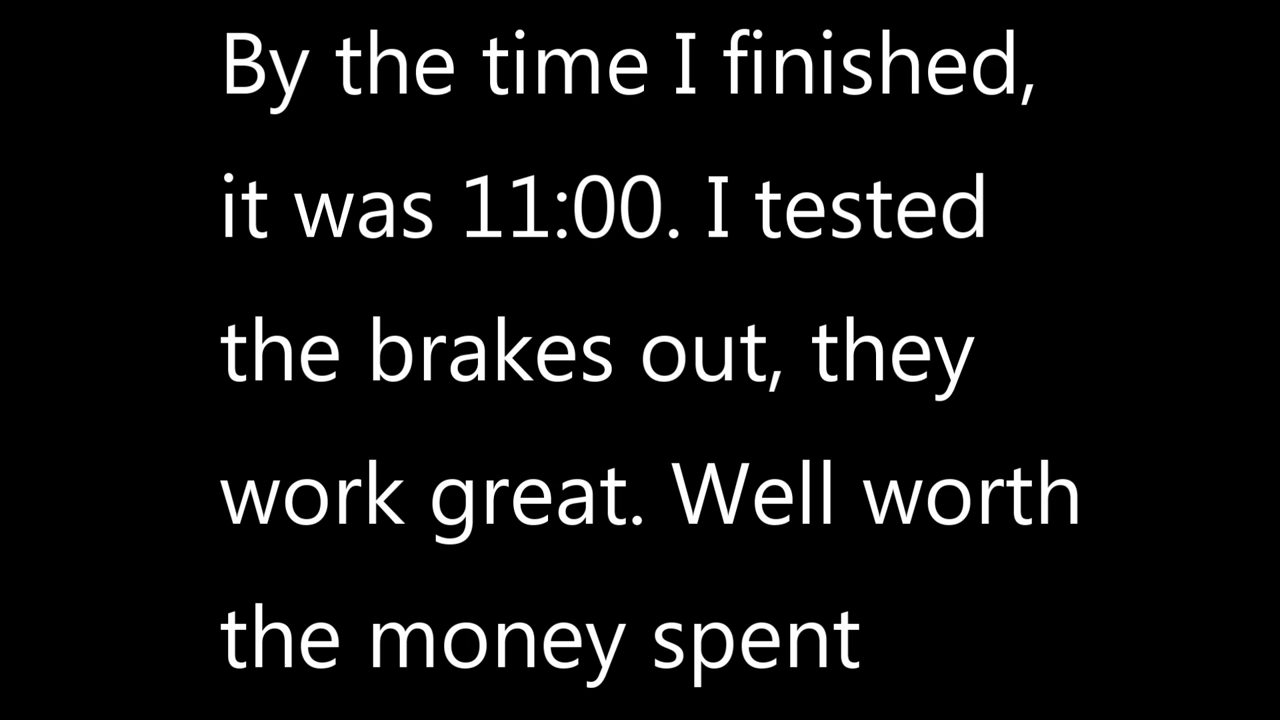 By the time I finished,
it was 11:00. I tested
the brakes out, they
work great. Well worth
the money spent